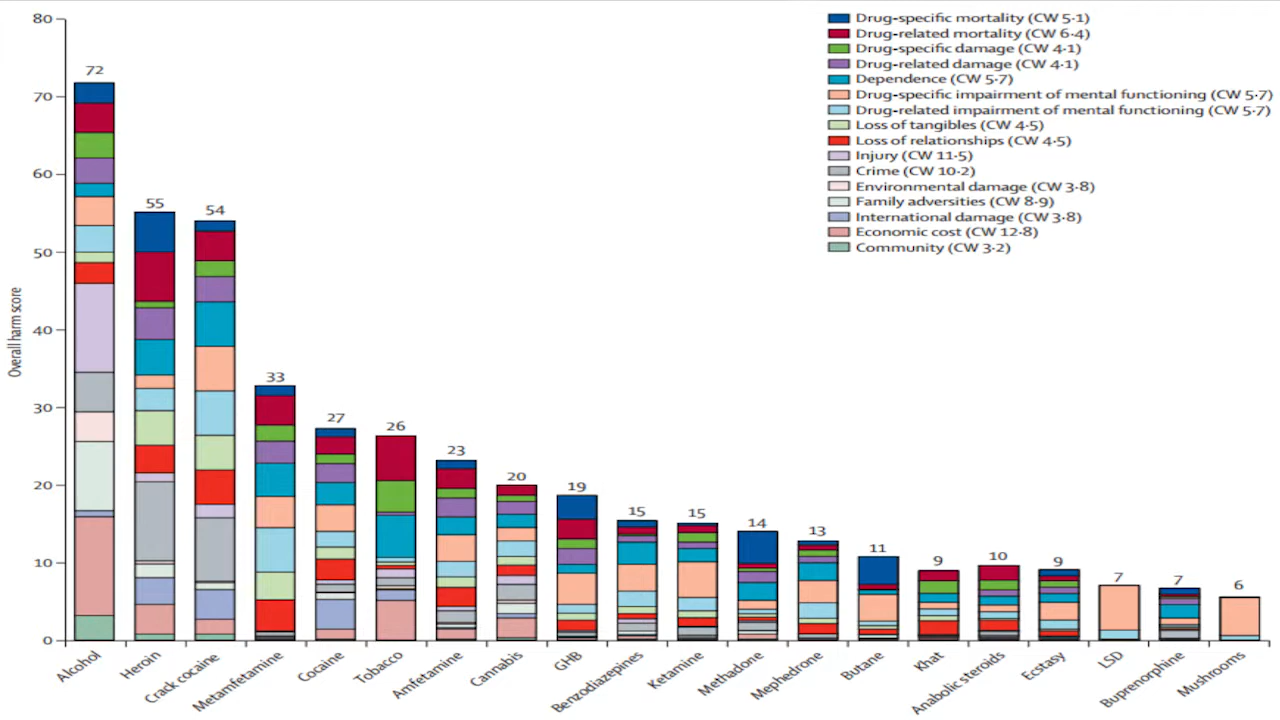 80
70
60
50
40
30
20
10
0
Overall harm score
Drug-specific mortality (CW 5·1)
Drug-related mortality (CW 6·4)
Drug-specific damage (CW 4·1)
Drug-related damage (CW 4·1)
Dependence (CW 5·7)
Drug-specific impairment of mental functioning (CW 5·7)
Drug-related impairment of mental functioning (CW 5·7)
Loss of tangibles (CW 4·5)
Loss of relationships (CW 4·5)
Injury (CW 11·5)
Crime (CW 10·2)
Environmental damage (CW 3·8)
Family adversities (CW 8·9)
International damage (CW 3·8)
Economic cost (CW 12·8)
Community (CW 3·2)
72
55
54
33
27
26
23
20
19
15
15
14
13
11
9
10
9
7
7
6
Alcohol
Heroin
Crack cocaine
Metamfetamine
Cocaine
Tobacco
Amfetamine
Cannabis
GHB
Benzodiazepines
Ketamine
Methadone
Mephedrone
Butane
Khat
Anabolic steroids
Ecstasy
LSD
Buprenorphine
Mushrooms